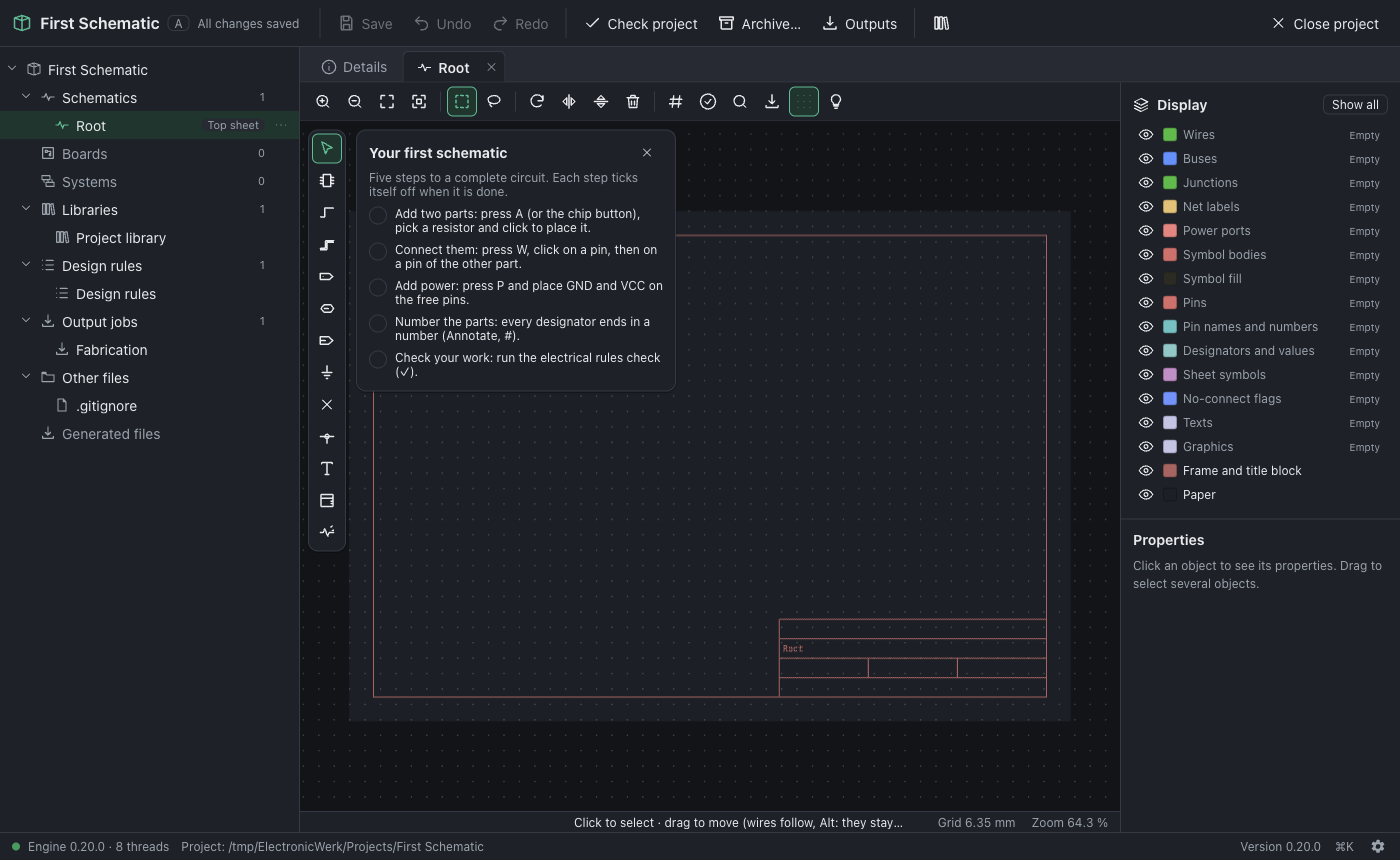 First Schematic A All changes saved Save Undo Redo Check project Archive... Outputs Close project
First Schematic
Schematics 1
Root Top sheet ...
Boards 0
Systems 0
Libraries 1
Project library
Design rules 1
Design rules
Output jobs 1
Fabrication
Other files
.gitignore
Generated files
Details Root
Your first schematic
Five steps to a complete circuit. Each step ticks
itself off when it is done.
Add two parts: press A (or the chip button),
pick a resistor and click to place it.
Connect them: press W, click on a pin, then on
a pin of the other part.
Add power: press P and place GND and VCC on
the free pins.
Number the parts: every designator ends in a
number (Annotate, #).
Check your work: run the electrical rules check
(✓).
Root
Display Show all
Wires Empty
Buses Empty
Junctions Empty
Net labels Empty
Power ports Empty
Symbol bodies Empty
Symbol fill Empty
Pins Empty
Pin names and numbers Empty
Designators and values Empty
Sheet symbols Empty
No-connect flags Empty
Texts Empty
Graphics Empty
Frame and title block
Paper
Properties
Click an object to see its properties. Drag to
select several objects.
Click to select · drag to move (wires follow, Alt: they stay... Grid 6.35 mm Zoom 64.3 %
Engine 0.20.0 · 8 threads Project: /tmp/ElectronicWerk/Projects/First Schematic Version 0.20.0 ⌘K